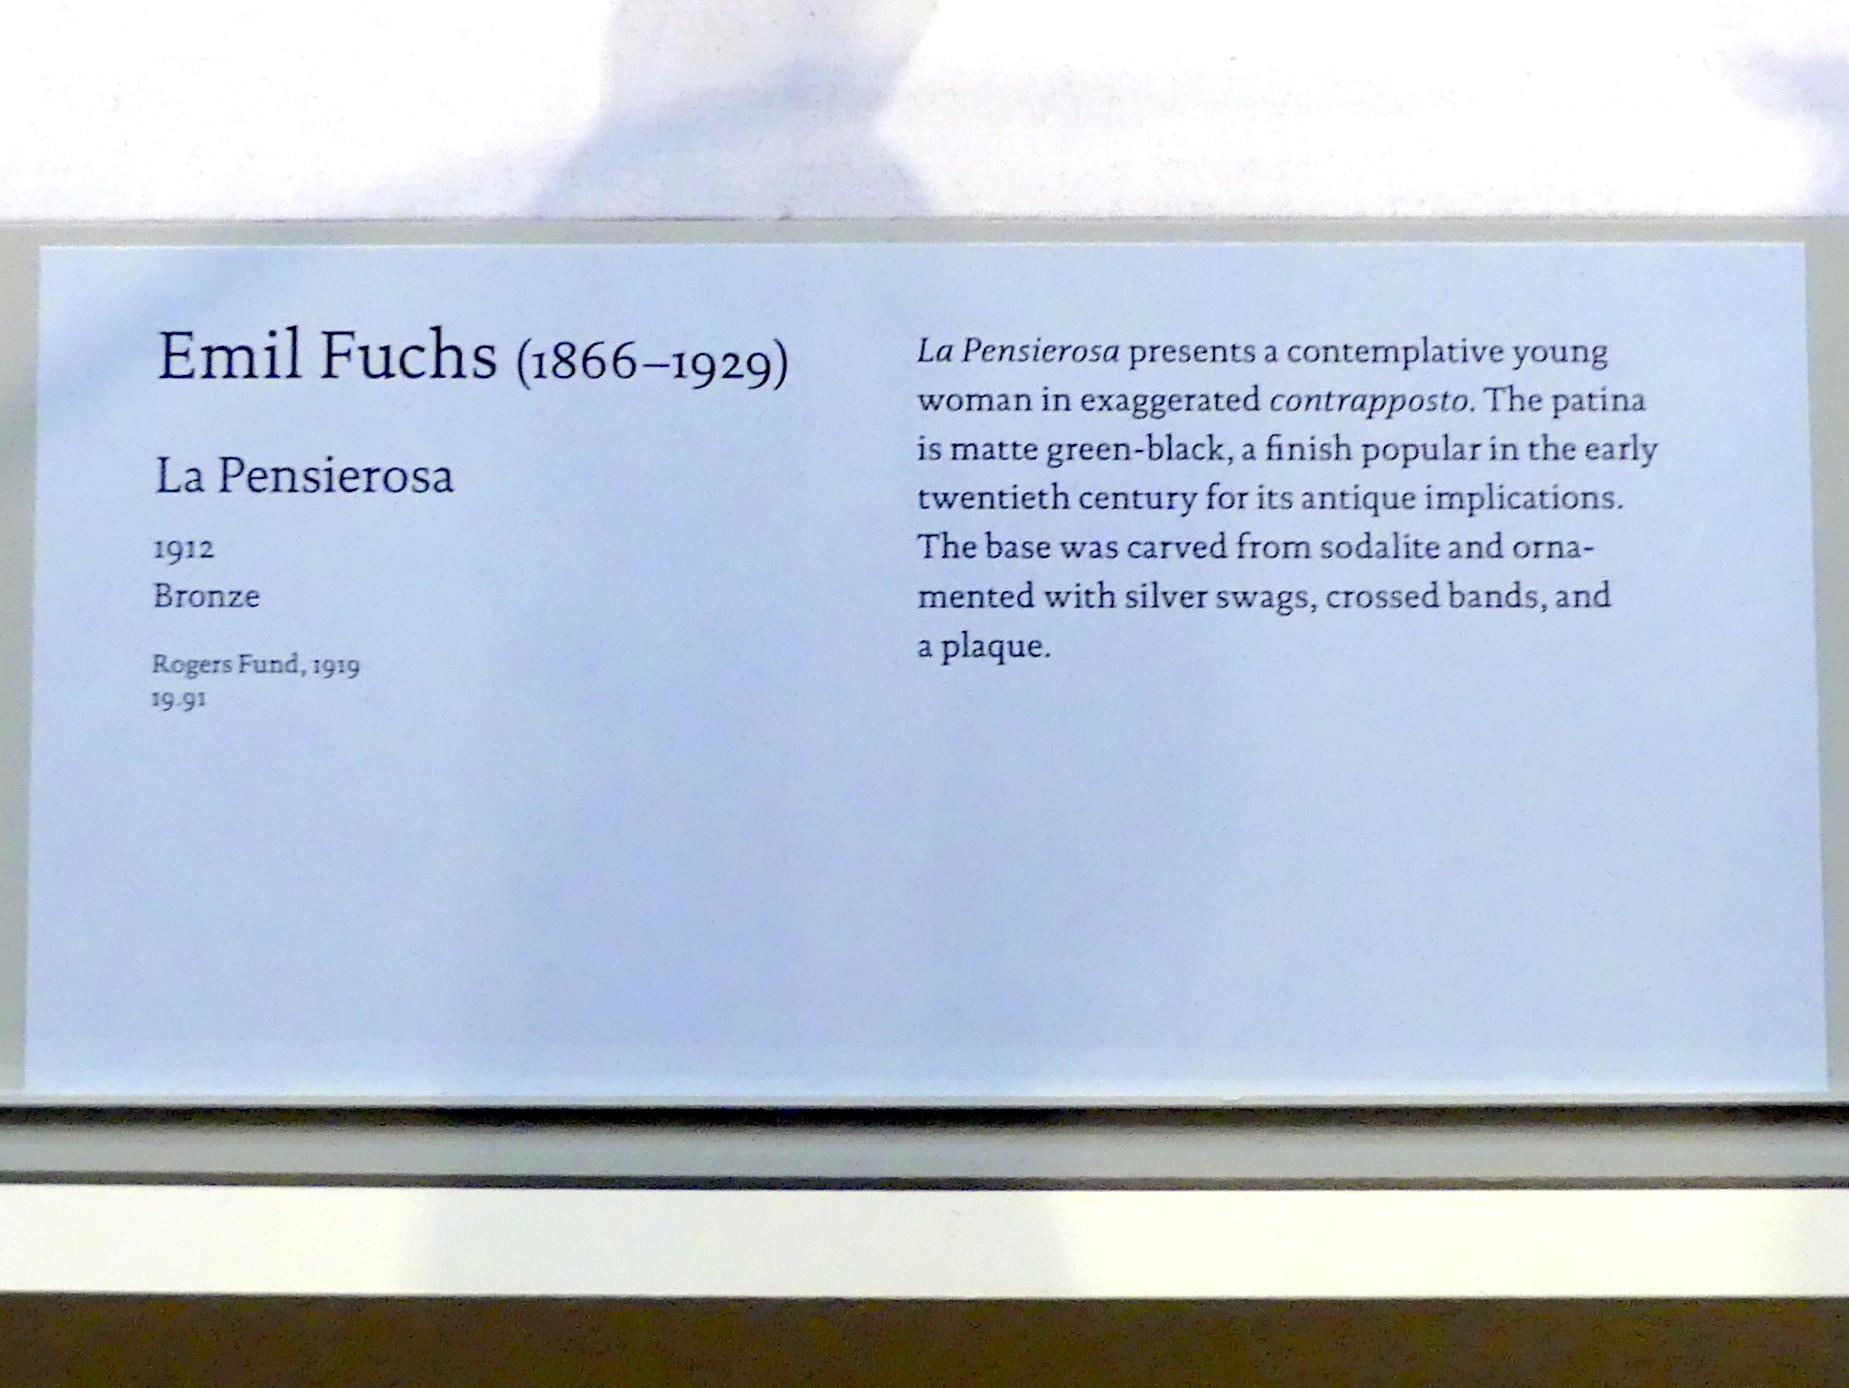 Emil Fuchs (1866–1929)
La Pensierosa
1912
Bronze
Rogers Fund, 1919
19.91
La Pensierosa presents a contemplative young
woman in exaggerated contrapposto. The patina
is matte green-black, a finish popular in the early
twentieth century for its antique implications.
The base was carved from sodalite and orna-
mented with silver swags, crossed bands, and
a plaque.